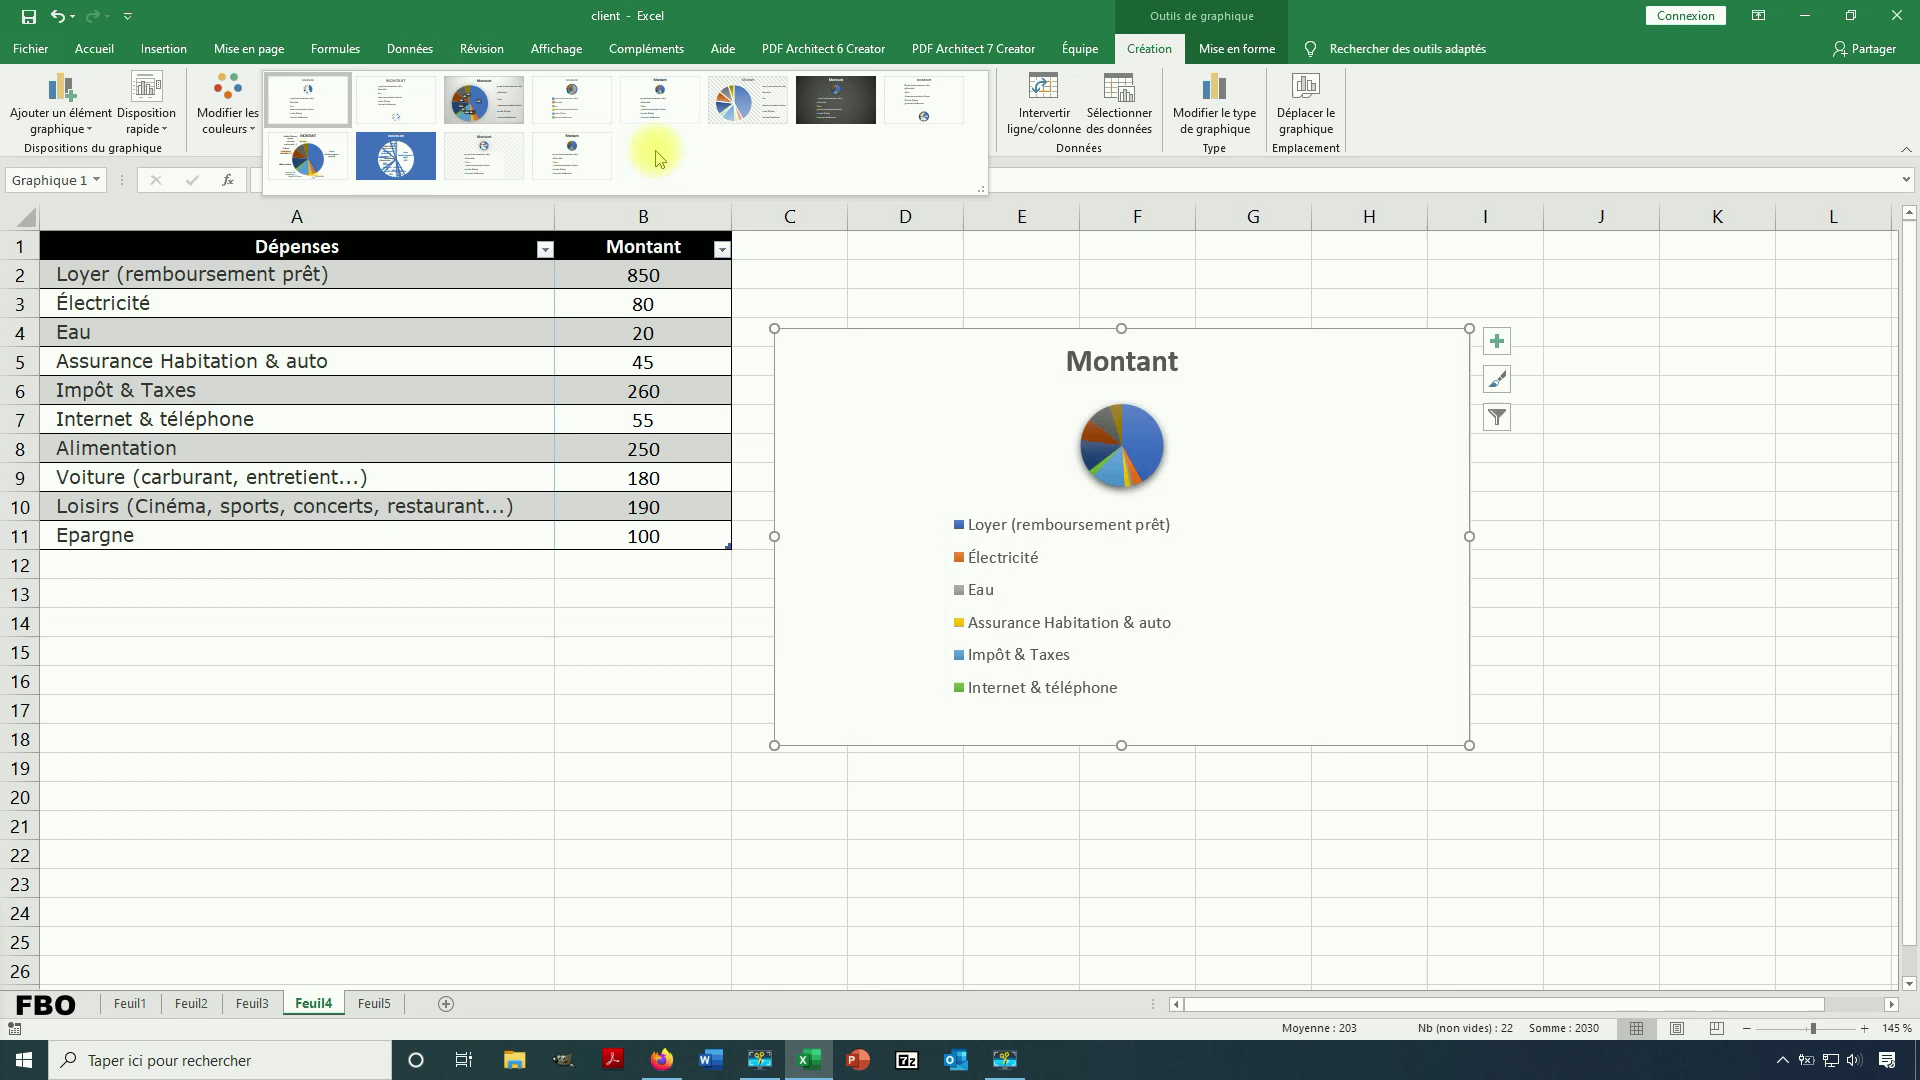 client - Excel
Outils de graphique
Connexion
Fichier Accueil Insertion Mise en page Formules Données Révision Affichage Compléments Aide PDF Architect 6 Creator PDF Architect 7 Creator Équipe Création Mise en forme Rechercher des outils adaptés Partager
Ajouter un élément graphique
Disposition rapide
Modifier les couleurs
Intervertir ligne/colonne
Sélectionner des données
Modifier le type de graphique
Déplacer le graphique
Dispositions du graphique
Données
Type
Emplacement
Graphique 1
fx
A B C D E F G H I J K L
1 Dépenses Montant
2 Loyer (remboursement prêt) 850
3 Électricité 80
4 Eau 20
5 Assurance Habitation & auto 45
6 Impôt & Taxes 260
7 Internet & téléphone 55
8 Alimentation 250
9 Voiture (carburant, entretient...) 180
10 Loisirs (Cinéma, sports, concerts, restaurant...) 190
11 Epargne 100
12
13
14
15
16
17
18
19
20
21
22
23
24
25
26
Montant
Loyer (remboursement prêt)
Électricité
Eau
Assurance Habitation & auto
Impôt & Taxes
Internet & téléphone
FBO
Feuil1 Feuil2 Feuil3 Feuil4 Feuil5
Moyenne : 203 Nb (non vides) : 22 Somme : 2030 145 %
Taper ici pour rechercher